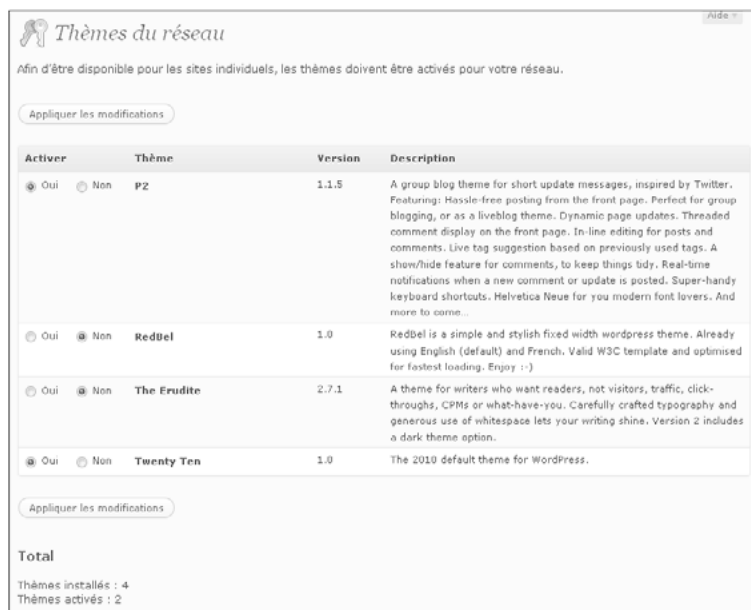 Aide
Thèmes du réseau
Afin d'être disponible pour les sites individuels, les thèmes doivent être activés pour votre réseau.
Appliquer les modifications
Activer Thème Version Description
Oui Non P2 1.1.5 A group blog theme for short update messages, inspired by Twitter.
Featuring: Hassle-free posting from the front page. Perfect for group
blogging, or as a liveblog theme. Dynamic page updates. Threaded
comment display on the front page. In-line editing for posts and
comments. Live tag suggestion based on previously used tags. A
show/hide feature for comments, to keep things tidy. Real-time
notifications when a new comment or update is posted. Super-handy
keyboard shortcuts. Helvetica Neue for you modern font lovers. And
more to come...
Oui Non RedBel 1.0 RedBel is a simple and stylish fixed width wordpress theme. Already
using English (default) and French. Valid W3C template and optimised
for fastest loading. Enjoy :-)
Oui Non The Erudite 2.7.1 A theme for writers who want readers, not visitors, traffic, click-
throughs, CPMs or what-have-you. Carefully crafted typography and
generous use of whitespace lets your writing shine. Version 2 includes
a dark theme option.
Oui Non Twenty Ten 1.0 The 2010 default theme for WordPress.
Appliquer les modifications
Total
Thèmes installés : 4
Thèmes activés : 2